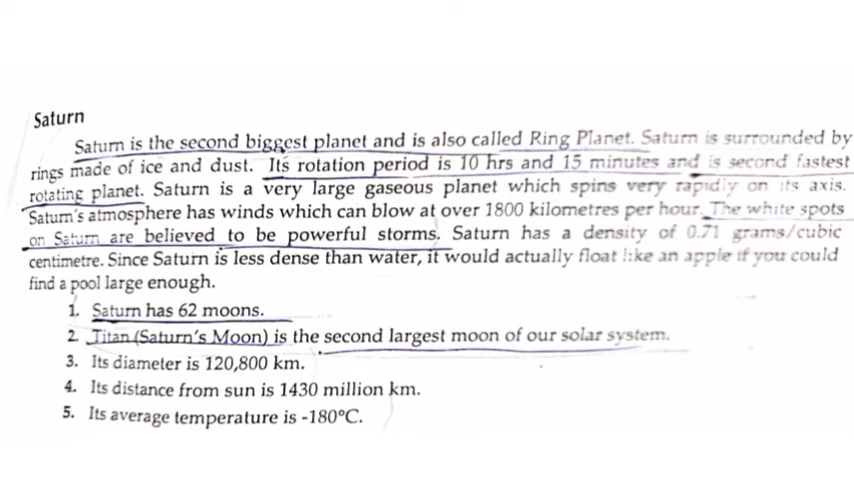 Saturn
Saturn is the second biggest planet and is also called Ring Planet. Saturn is surrounded by
rings made of ice and dust. Its rotation period is 10 hrs and 15 minutes and is second fastest
rotating planet. Saturn is a very large gaseous planet which spins very rapidly on its axis.
Saturn's atmosphere has winds which can blow at over 1800 kilometres per hour. The white spots
on Saturn are believed to be powerful storms. Saturn has a density of 0.71 grams/cubic
centimetre. Since Saturn is less dense than water, it would actually float like an apple if you could
find a pool large enough.
1. Saturn has 62 moons.
2. Titan (Saturn's Moon) is the second largest moon of our solar system.
3. Its diameter is 120,800 km.
4. Its distance from sun is 1430 million km.
5. Its average temperature is -180°C.